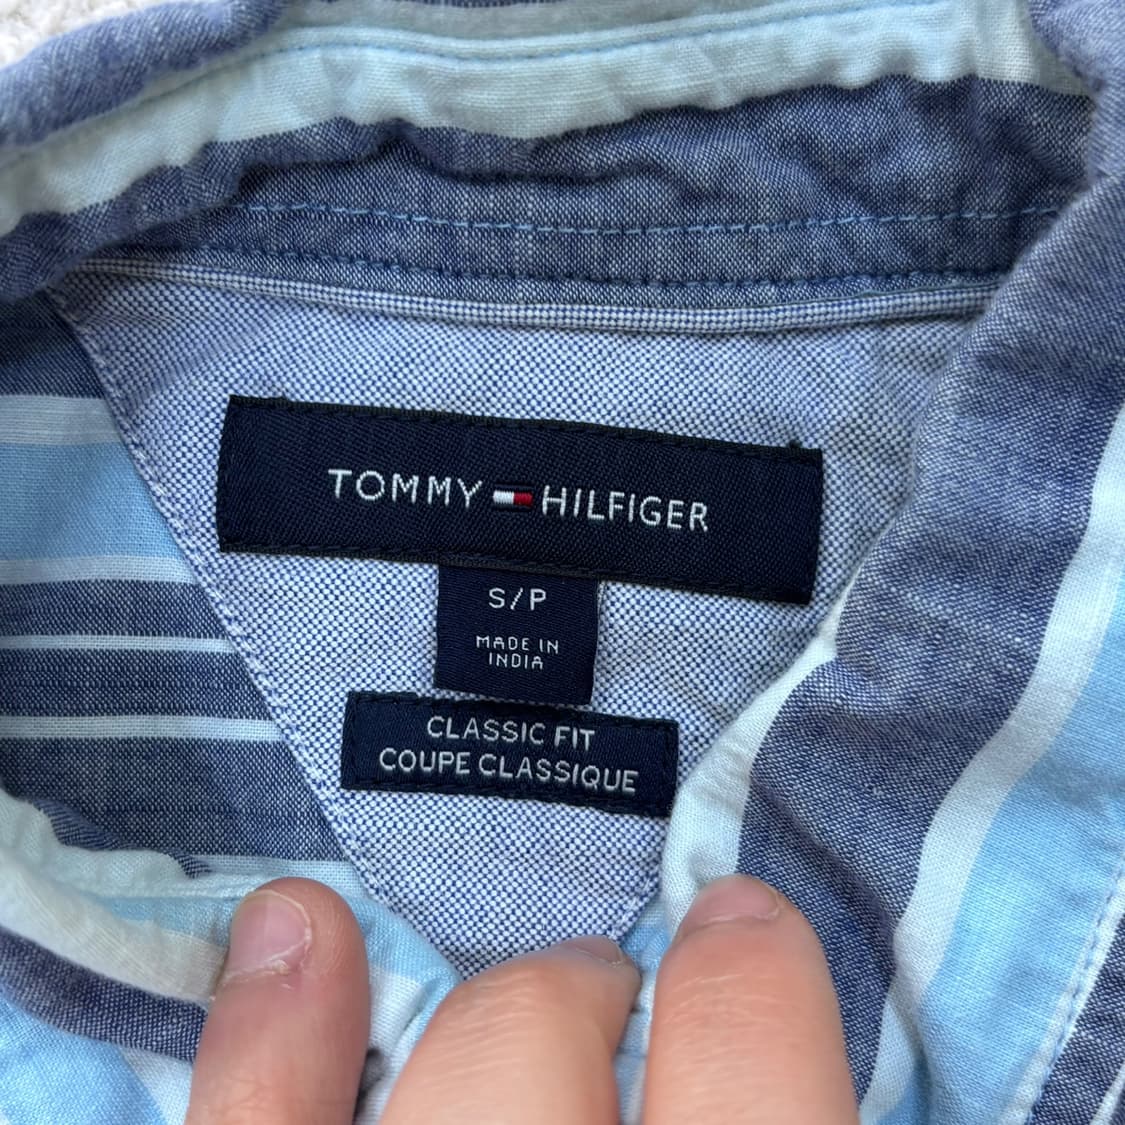 TOMMY HILFIGER
S/P
MADE IN
INDIA
CLASSIC FIT
COUPE CLASSIQUE